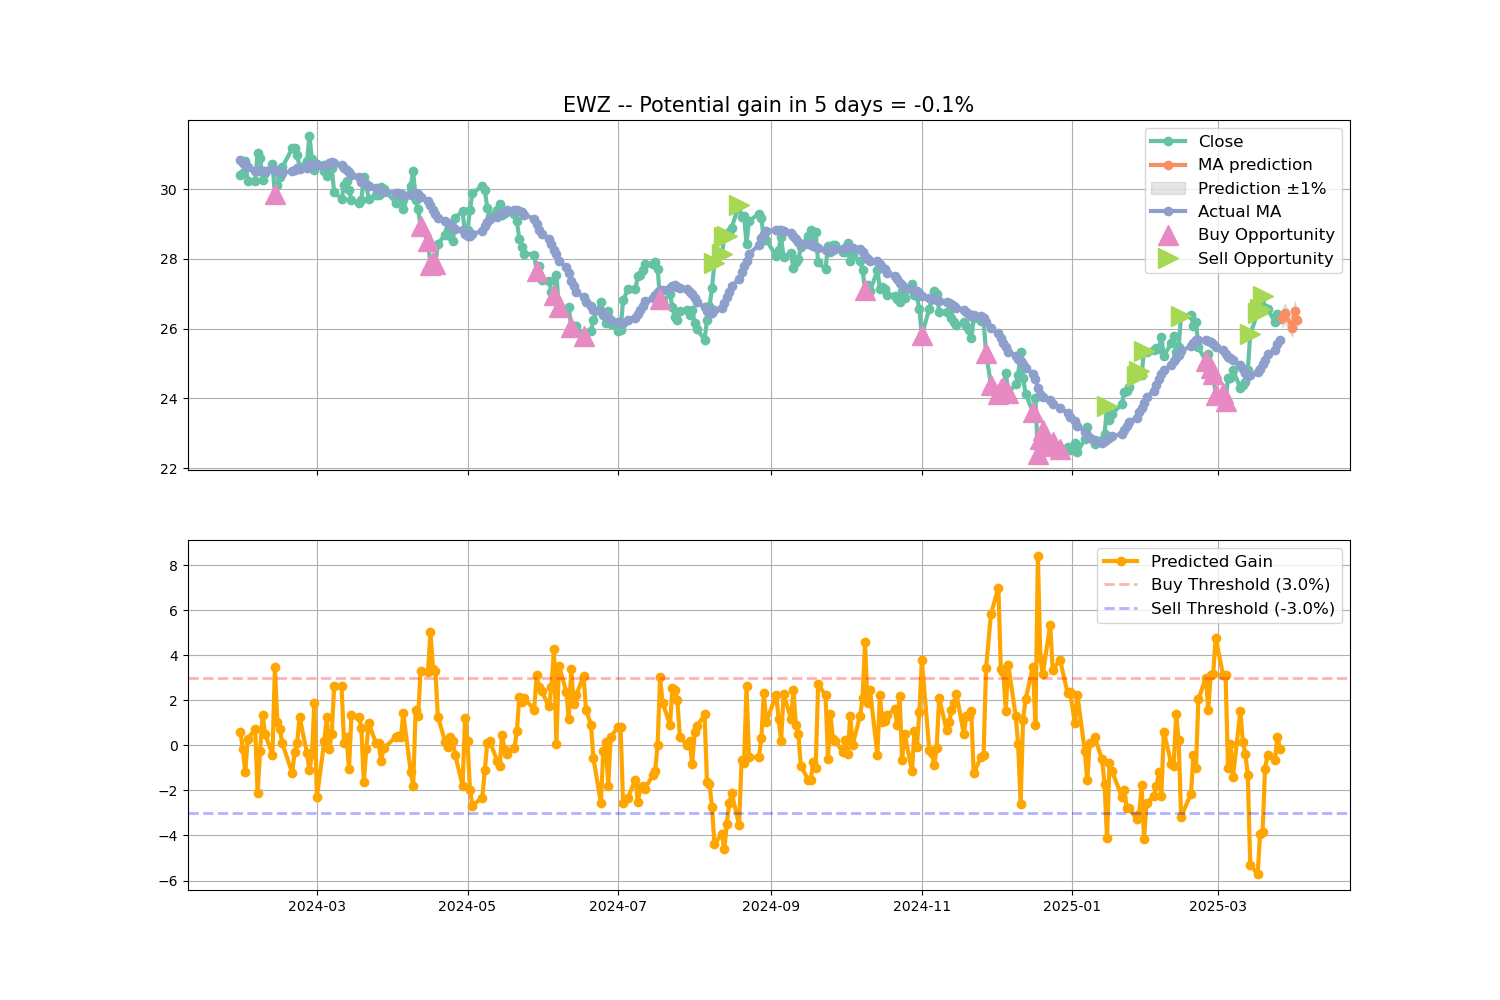 EWZ -- Potential gain in 5 days = -0.1%
Close
MA prediction
Prediction ±1%
Actual MA
Buy Opportunity
Sell Opportunity
30
28
26
24
22
Predicted Gain
Buy Threshold (3.0%)
Sell Threshold (-3.0%)
8
6
4
2
0
−2
−4
−6
2024-03 2024-05 2024-07 2024-09 2024-11 2025-01 2025-03